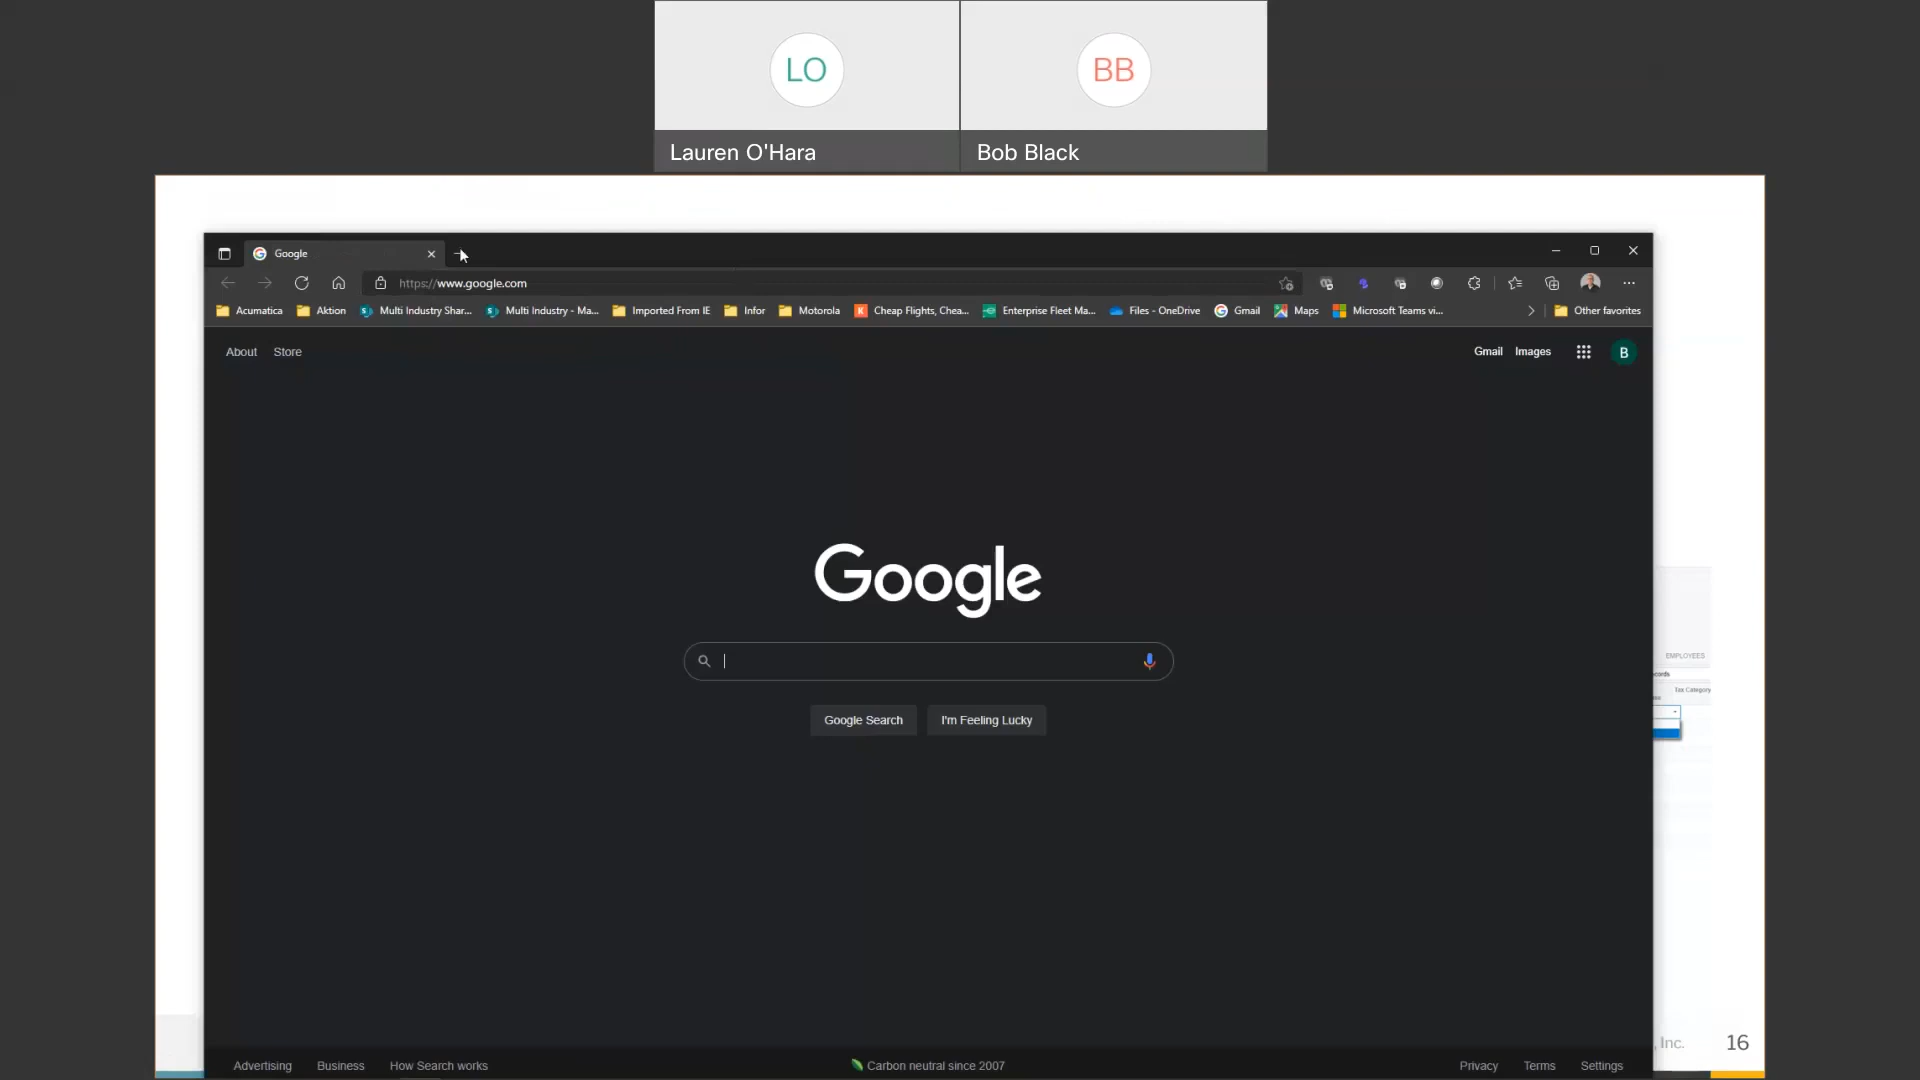 LO
BB
Lauren O'Hara
Bob Black
Google
https://www.google.com
Acumatica
Aktion
Multi Industry Shar...
Multi Industry - Ma...
Imported From IE
Infor
Motorola
Cheap Flights, Chea...
Enterprise Fleet Ma...
Files - OneDrive
Gmail
Maps
Microsoft Teams vi...
Other favorites
About
Store
Gmail
Images
B
Google
Google Search
I'm Feeling Lucky
EMPLOYEES
Tax Category
Advertising
Business
How Search works
Carbon neutral since 2007
Privacy
Terms
Settings
Inc.
16